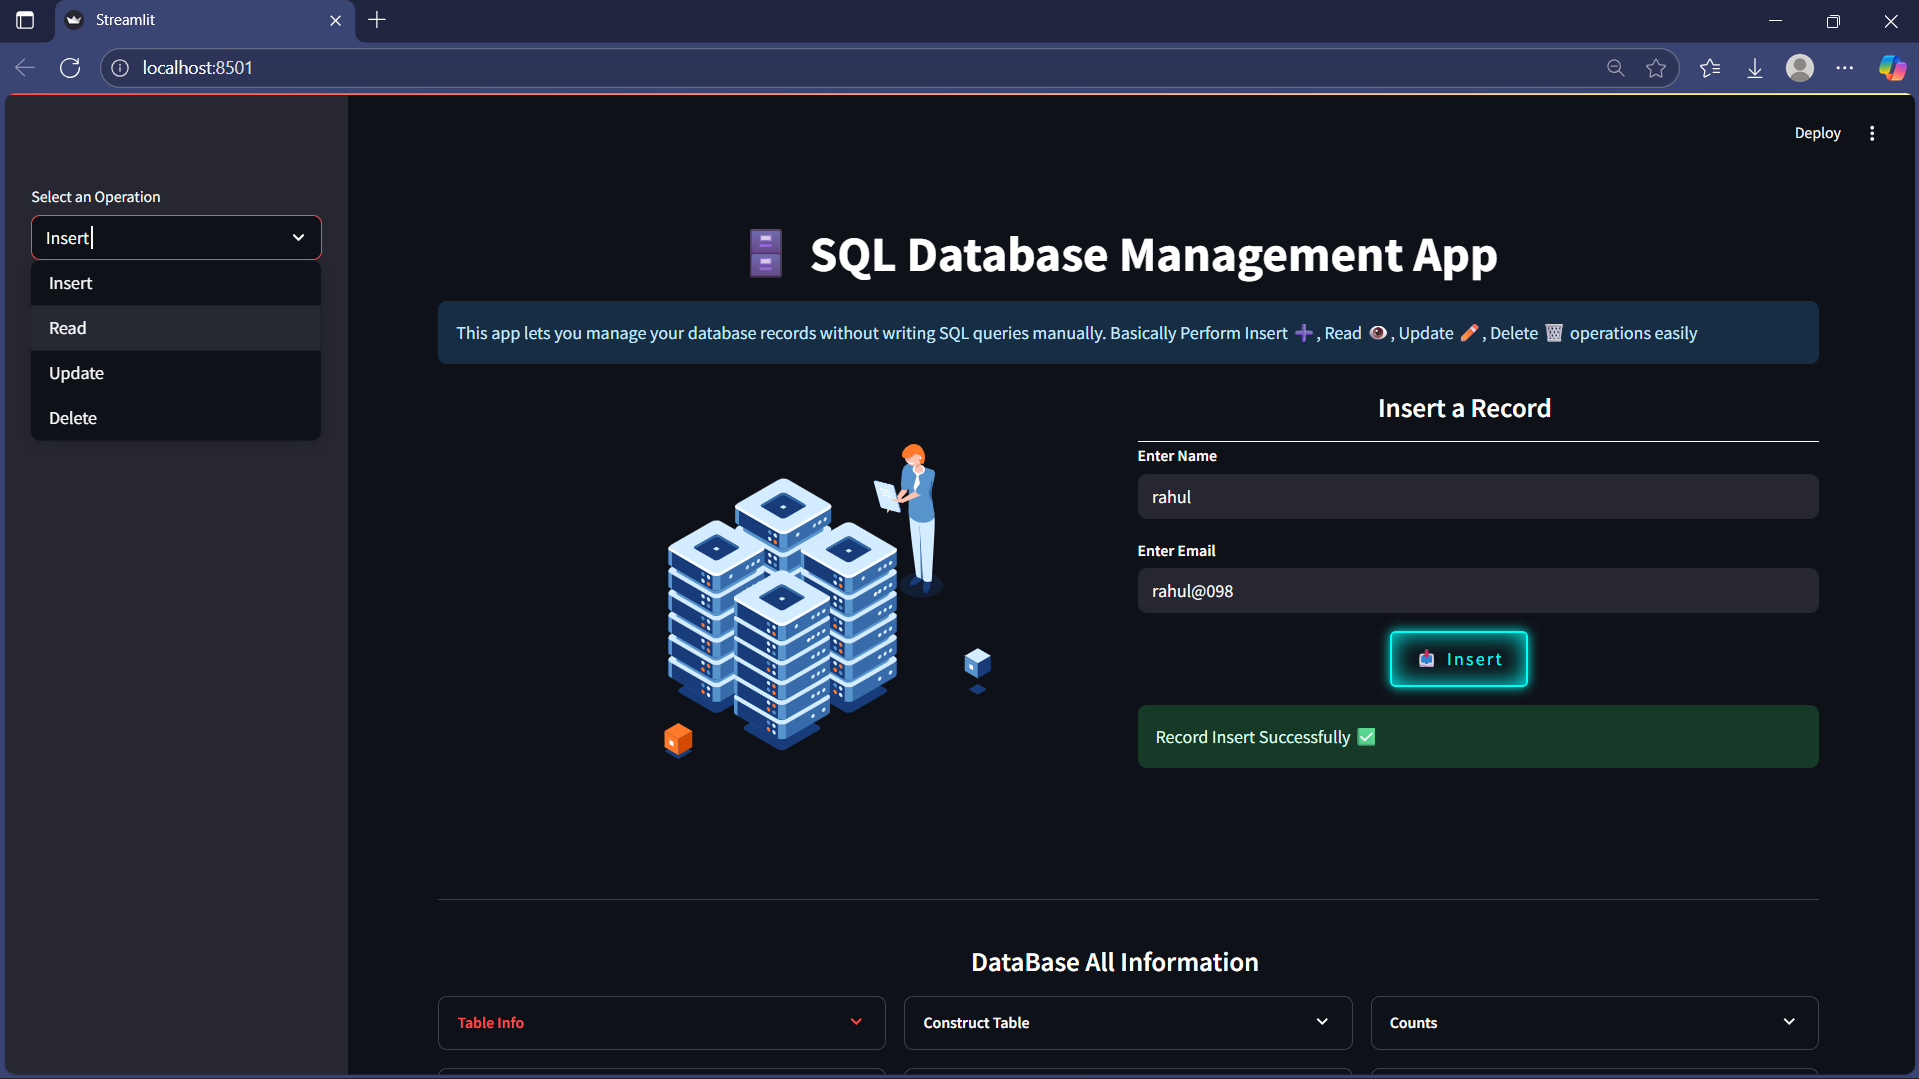 Streamlit
localhost:8501
Deploy
Select an Operation
Insert
Insert
Read
Update
Delete
SQL Database Management App
This app lets you manage your database records without writing SQL queries manually. Basically Perform Insert ➕, Read 👁️, Update ✏️, Delete 🗑️ operations easily
Insert a Record
Enter Name
rahul
Enter Email
rahul@098
📥 Insert
Record Insert Successfully ✅
DataBase All Information
Table Info
Construct Table
Counts